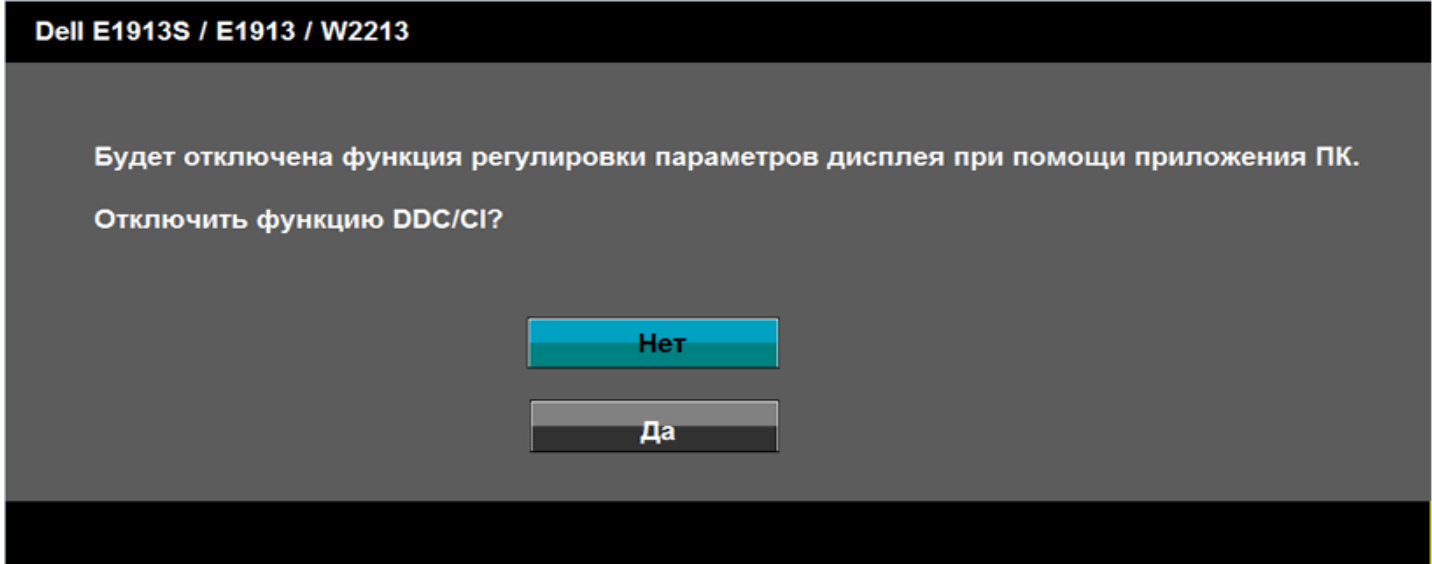 Dell E1913S / E1913 / W2213
Будет отключена функция регулировки параметров дисплея при помощи приложения ПК.
Отключить функцию DDC/CI?
Нет
Да